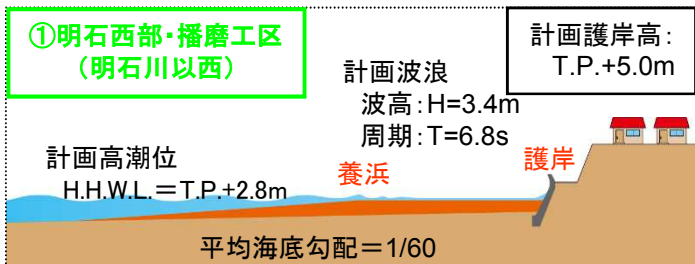 ①明石西部・播磨工区
（明石川以西）
計画護岸高：
T.P.+5.0m
計画波浪
波高：H=3.4m
周期：T=6.8s
計画高潮位
H.H.W.L.＝T.P.+2.8m
養浜
護岸
平均海底勾配＝1/60